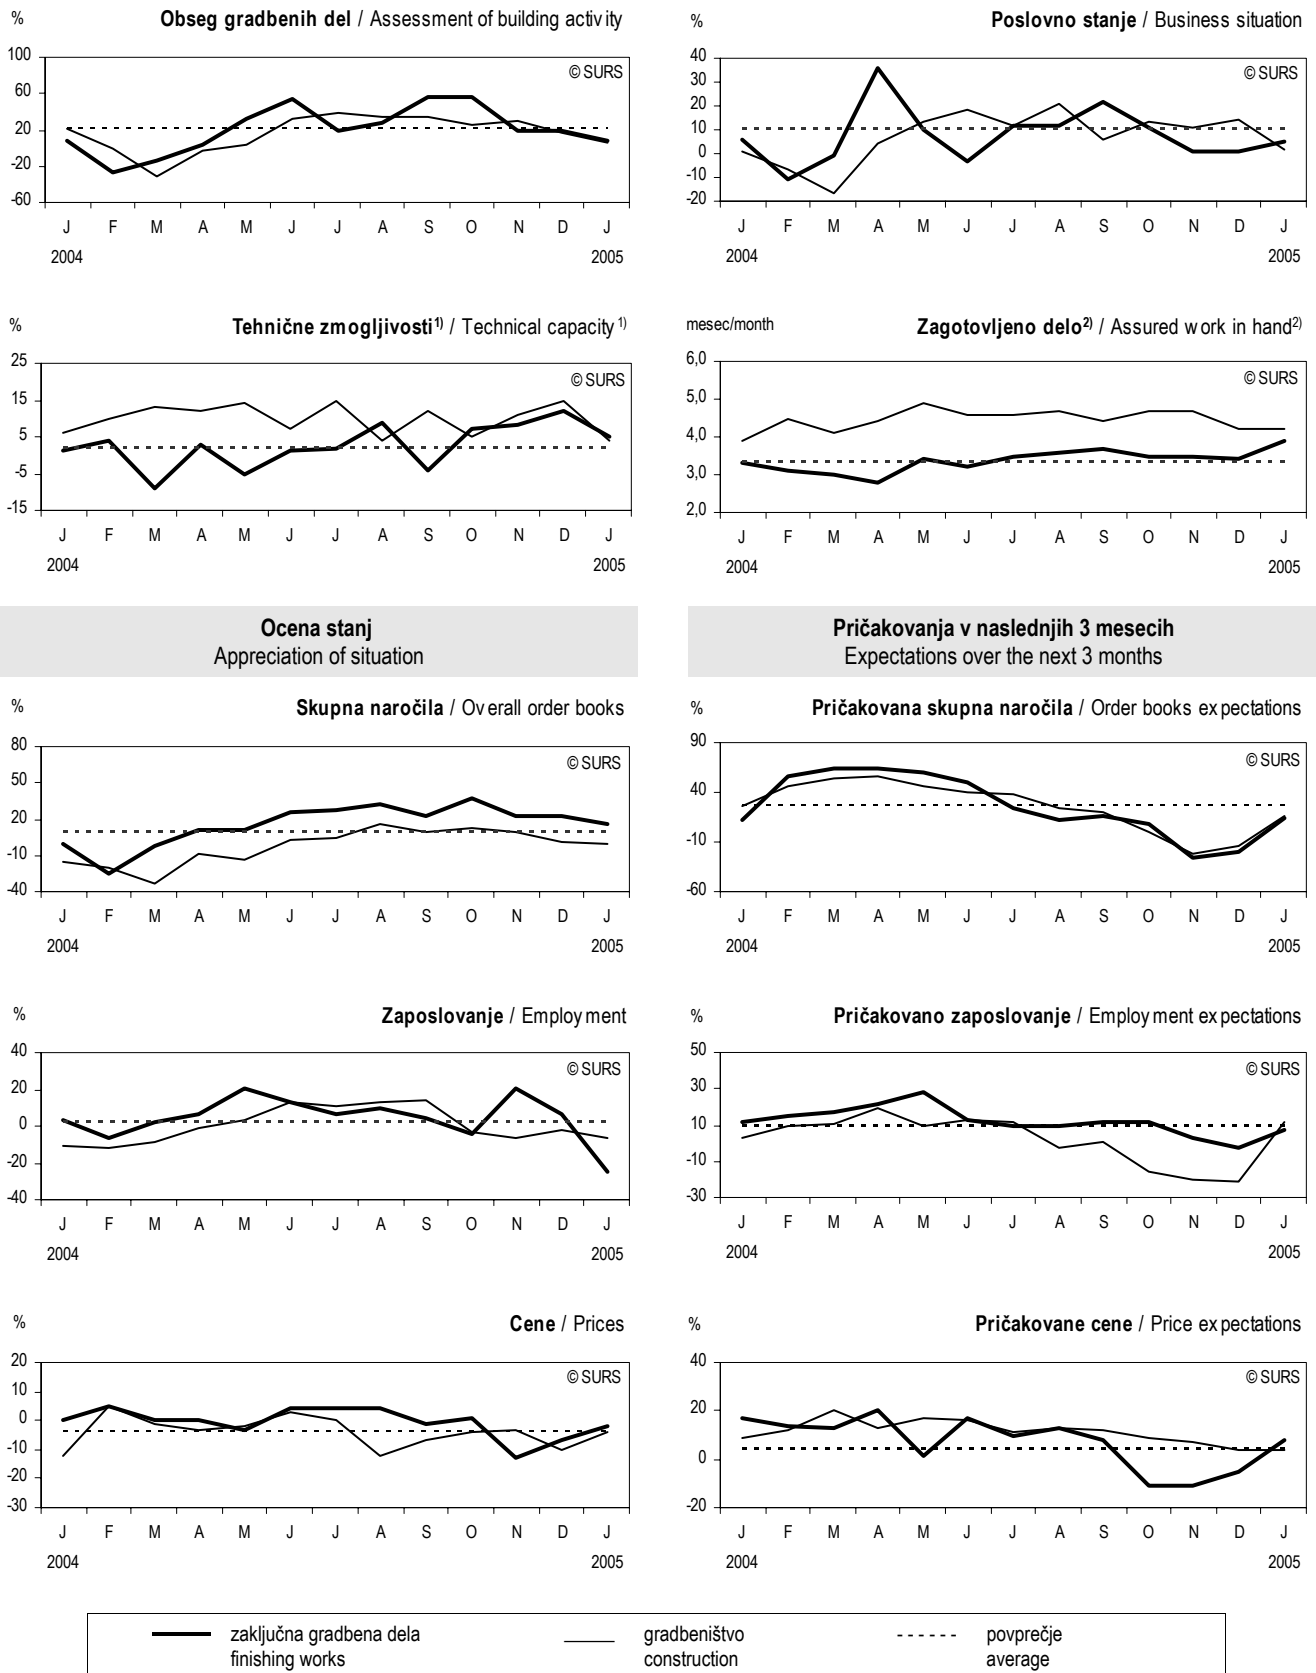 % Obseg gradbenih del / Assessment of building activity
100
60
20
-20
-60
© SURS
J F M A M J J A S O N D J
2004 2005
% Poslovno stanje / Business situation
40
30
20
10
0
-10
-20
© SURS
J F M A M J J A S O N D J
2004 2005
% Tehnične zmogljivosti1) / Technical capacity 1)
25
15
5
-5
-15
© SURS
J F M A M J J A S O N D J
2004 2005
mesec/month Zagotovljeno delo2) / Assured work in hand2)
6,0
5,0
4,0
3,0
2,0
© SURS
J F M A M J J A S O N D J
2004 2005
Ocena stanj
Appreciation of situation
Pričakovanja v naslednjih 3 mesecih
Expectations over the next 3 months
% Skupna naročila / Overall order books
80
50
20
-10
-40
© SURS
J F M A M J J A S O N D J
2004 2005
% Pričakovana skupna naročila / Order books expectations
90
40
-10
-60
© SURS
J F M A M J J A S O N D J
2004 2005
% Zaposlovanje / Employment
40
20
0
-20
-40
© SURS
J F M A M J J A S O N D J
2004 2005
% Pričakovano zaposlovanje / Employment expectations
50
30
10
-10
-30
© SURS
J F M A M J J A S O N D J
2004 2005
% Cene / Prices
20
10
0
-10
-20
-30
© SURS
J F M A M J J A S O N D J
2004 2005
% Pričakovane cene / Price expectations
40
20
0
-20
© SURS
J F M A M J J A S O N D J
2004 2005
zaključna gradbena dela
finishing works
gradbeništvo
construction
povprečje
average